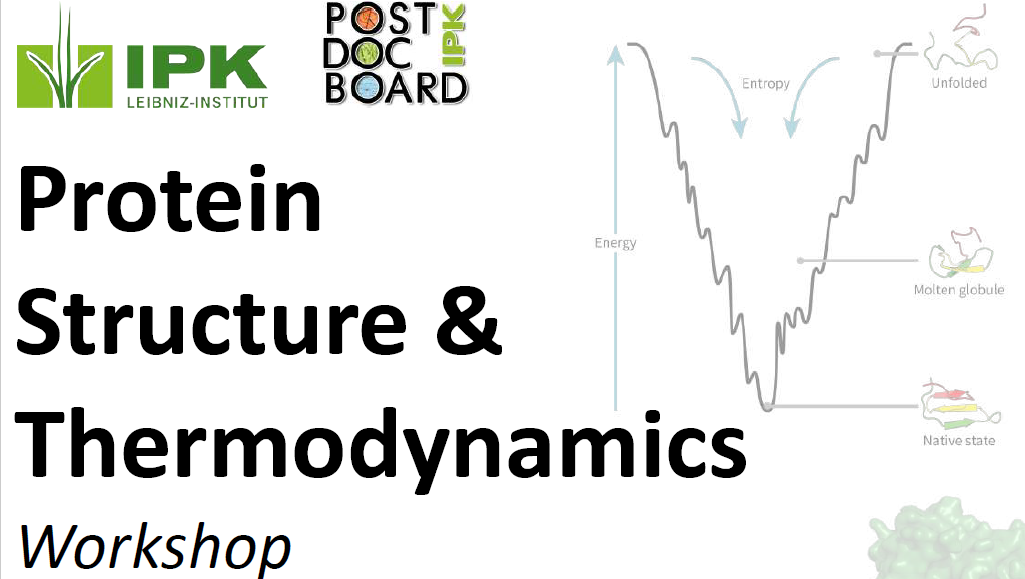 IPK
LEIBNIZ-INSTITUT
POST
DOC
BOARD
IPK
Protein
Structure &
Thermodynamics
Workshop
Entropy
Energy
Unfolded
Molten globule
Native state